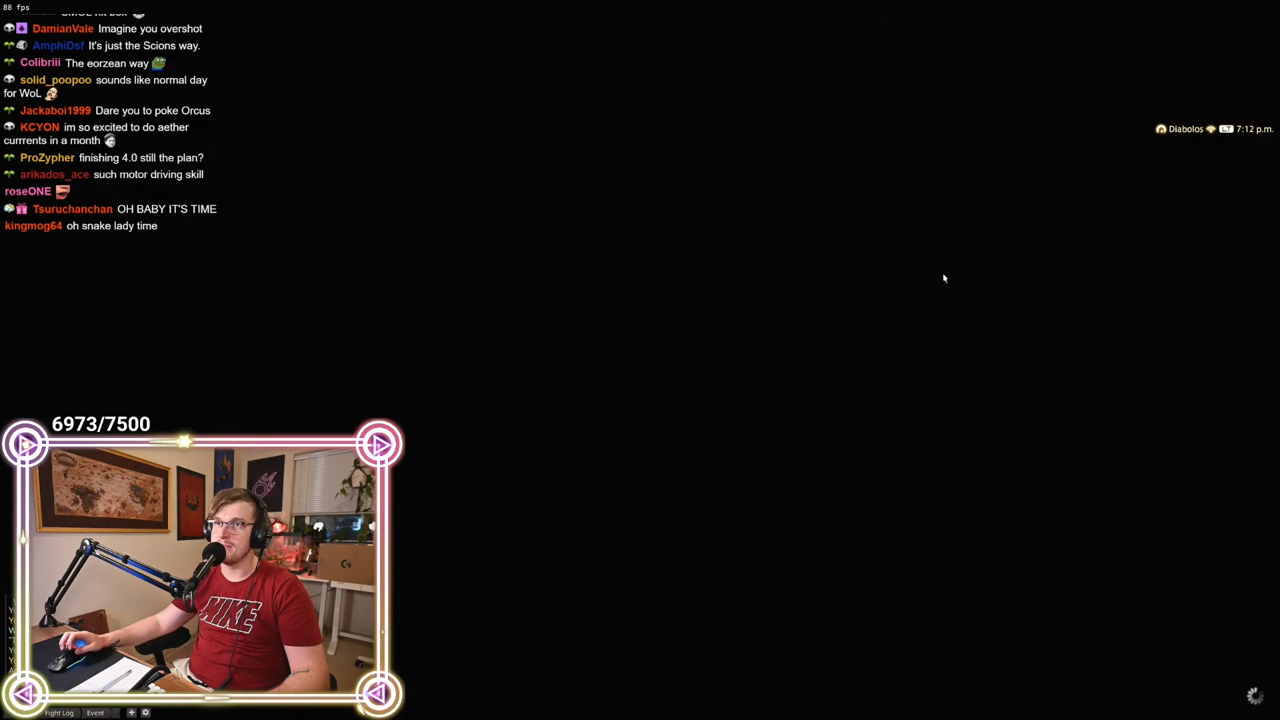 88 fps
DamianVale Imagine you overshot
AmphiDsf It's just the Scions way.
Colibriii The eorzean way
solid_poopoo sounds like normal day
for WoL
Jackaboi1999 Dare you to poke Orcus
KCYON im so excited to do aether
currrents in a month
ProZypher finishing 4.0 still the plan?
arikados_ace such motor driving skill
roseONE
Tsuruchanchan OH BABY IT'S TIME
kingmog64 oh snake lady time
Diabolos LT 7:12 p.m.
6973/7500
NIKE
Fight Log Event